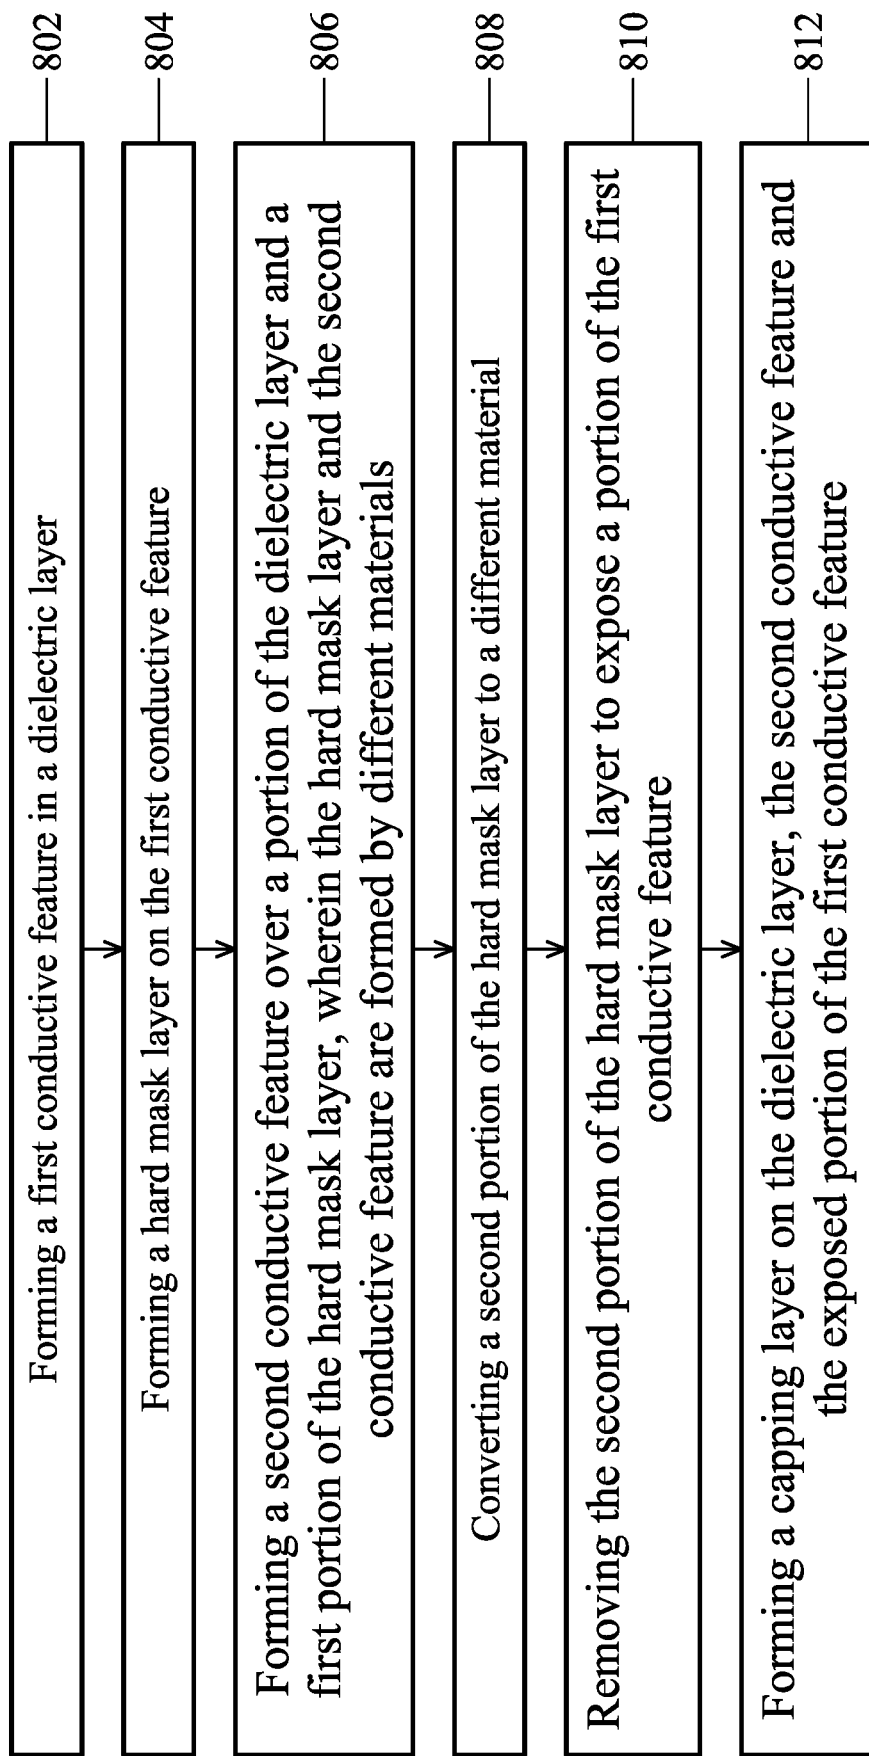 Forming a first conductive feature in a dielectric layer
802
Forming a hard mask layer on the first conductive feature
804
Forming a second conductive feature over a portion of the dielectric layer and a
first portion of the hard mask layer, wherein the hard mask layer and the second
conductive feature are formed by different materials
806
Converting a second portion of the hard mask layer to a different material
808
Removing the second portion of the hard mask layer to expose a portion of the first
conductive feature
810
Forming a capping layer on the dielectric layer, the second conductive feature and
the exposed portion of the first conductive feature
812